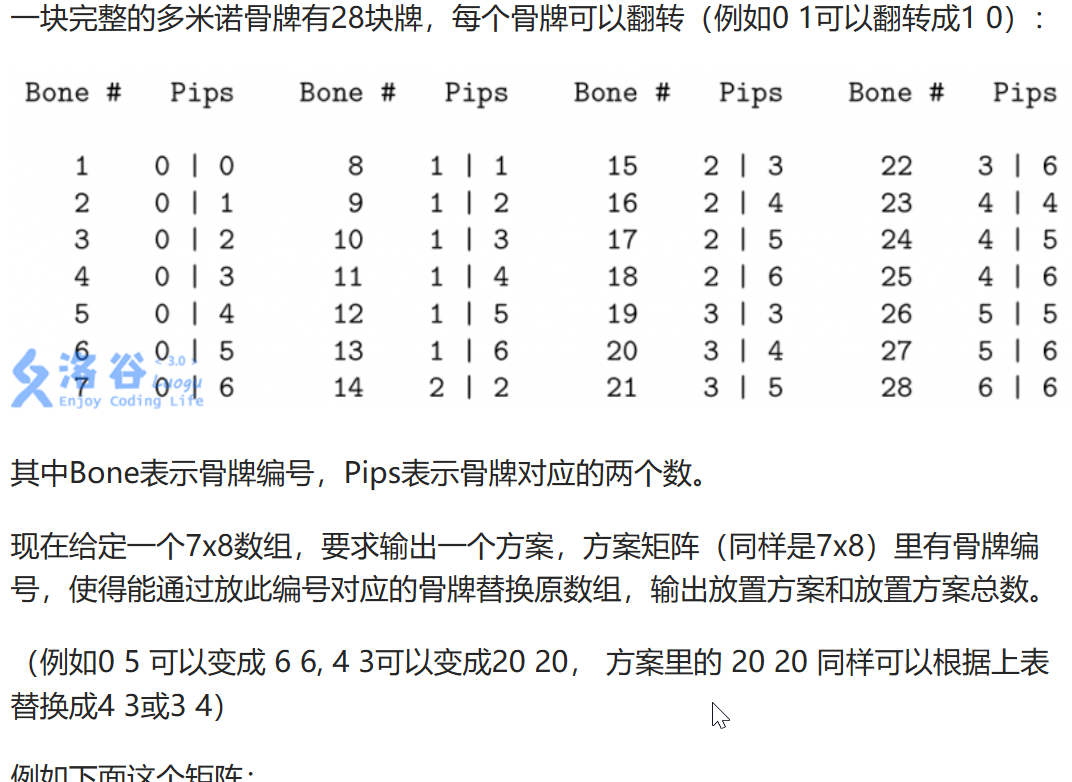 一块完整的多米诺骨牌有28块牌，每个骨牌可以翻转（例如0 1可以翻转成1 0）：
Bone # Pips Bone # Pips Bone # Pips Bone # Pips
1 0 | 0 8 1 | 1 15 2 | 3 22 3 | 6
2 0 | 1 9 1 | 2 16 2 | 4 23 4 | 4
3 0 | 2 10 1 | 3 17 2 | 5 24 4 | 5
4 0 | 3 11 1 | 4 18 2 | 6 25 4 | 6
5 0 | 4 12 1 | 5 19 3 | 3 26 5 | 5
6 0 | 5 13 1 | 6 20 3 | 4 27 5 | 6
7 0 | 6 14 2 | 2 21 3 | 5 28 6 | 6
洛谷 < 3.0 >
Luogu
Enjoy Coding Life
其中Bone表示骨牌编号，Pips表示骨牌对应的两个数。
现在给定一个7x8数组，要求输出一个方案，方案矩阵（同样是7x8）里有骨牌编
号，使得能通过放此编号对应的骨牌替换原数组，输出放置方案和放置方案总数。
（例如0 5 可以变成 6 6, 4 3可以变成20 20， 方案里的 20 20 同样可以根据上表
替换成4 3或3 4）
例如下面这个矩阵：